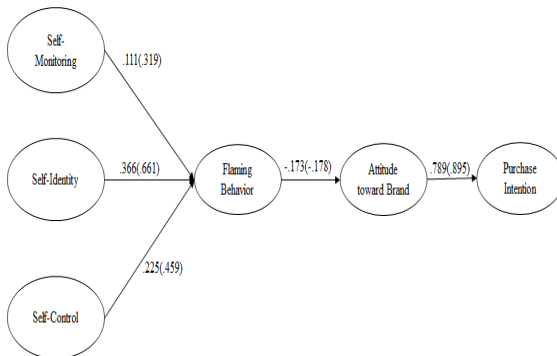 Self-
Monitoring
.111(.319)
Self-Identity
.366(.661)
Flaming
Behavior
-.173(-.178)
Attitude
toward Brand
.789(.895)
Purchase
Intention
.225(.459)
Self-Control